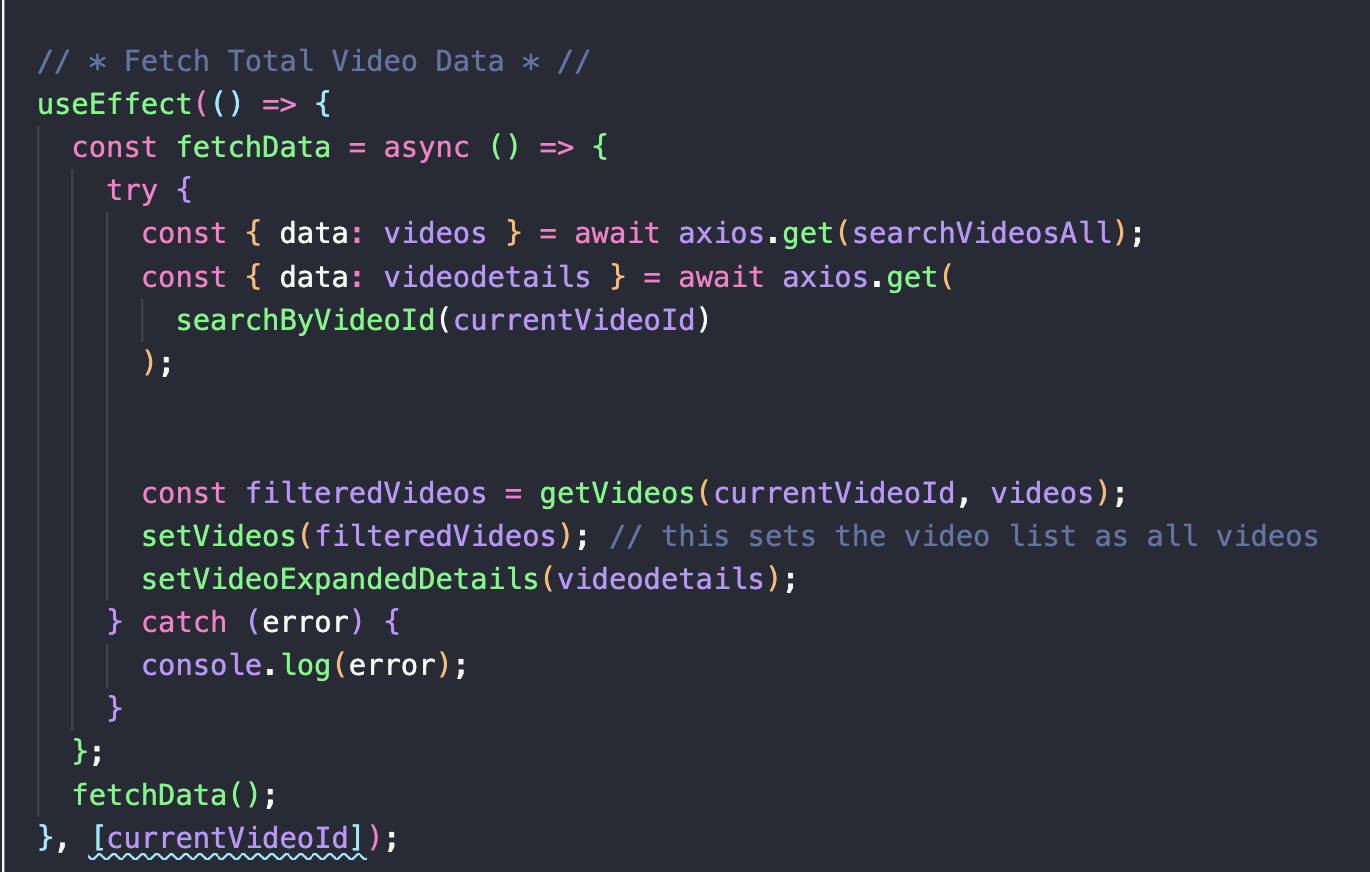 // * Fetch Total Video Data * //
useEffect(() => {
  const fetchData = async () => {
    try {
      const { data: videos } = await axios.get(searchVideosAll);
      const { data: videodetails } = await axios.get(
        searchByVideoId(currentVideoId)
      );
      const filteredVideos = getVideos(currentVideoId, videos);
      setVideos(filteredVideos); // this sets the video list as all videos
      setVideoExpandedDetails(videodetails);
    } catch (error) {
      console.log(error);
    }
  };
  fetchData();
}, [currentVideoId]);